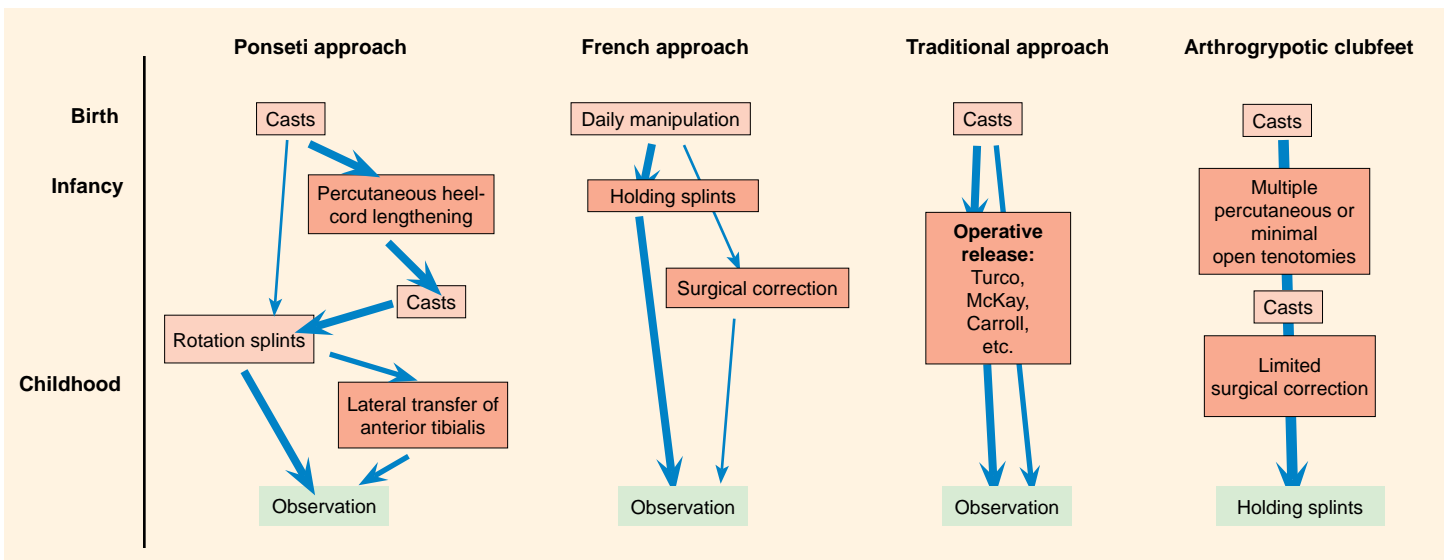 Ponseti approach
French approach
Traditional approach
Arthrogrypotic clubfeet
Birth
Infancy
Childhood
Casts
Percutaneous heel-
cord lengthening
Casts
Rotation splints
Lateral transfer of
anterior tibialis
Observation
Daily manipulation
Holding splints
Surgical correction
Observation
Casts
Operative
release:
Turco,
McKay,
Carroll,
etc.
Observation
Casts
Multiple
percutaneous or
minimal
open tenotomies
Casts
Limited
surgical correction
Holding splints